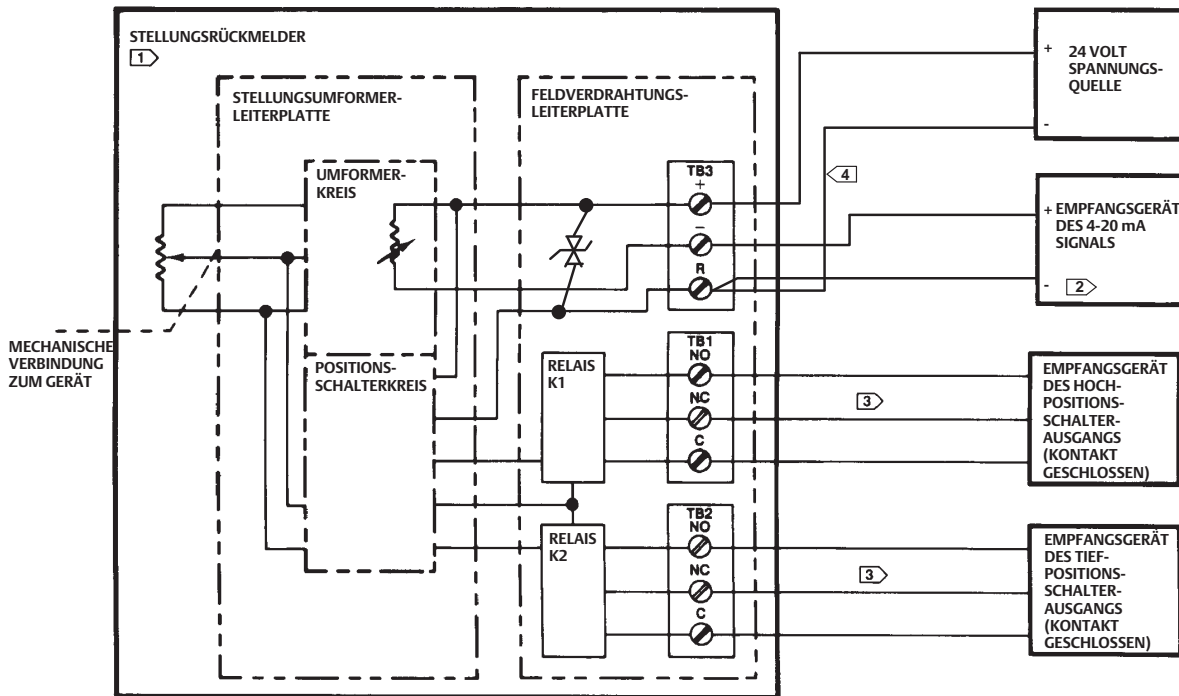 STELLUNGSRÜCKMELDER
1
STELLUNGSUMFORMER-
LEITERPLATTE
UMFORMER-
KREIS
POSITIONS-
SCHALTERKREIS
MECHANISCHE
VERBINDUNG
ZUM GERÄT
FELDVERDRAHTUNGS-
LEITERPLATTE
TB3
+
−
R
RELAIS
K1
TB1
NO
NC
C
RELAIS
K2
TB2
NO
NC
C
4
3
3
+ 24 VOLT
SPANNUNGS-
QUELLE
-
+ EMPFANGSGERÄT
DES 4-20 mA
SIGNALS
- 2
EMPFANGSGERÄT
DES HOCH-
POSITIONS-
SCHALTER-
AUSGANGS
(KONTAKT
GESCHLOSSEN)
EMPFANGSGERÄT
DES TIEF-
POSITIONS-
SCHALTER-
AUSGANGS
(KONTAKT
GESCHLOSSEN)